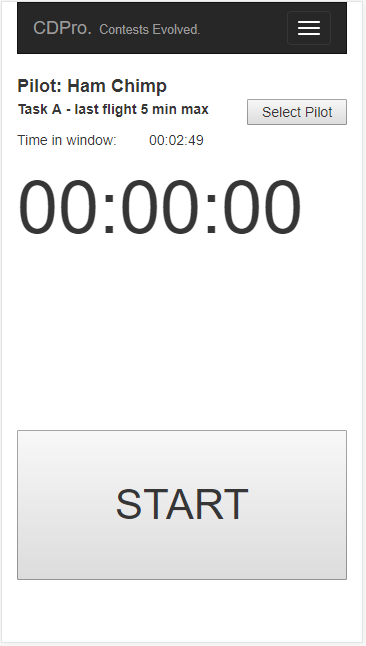 CDPro. Contests Evolved.
Pilot: Ham Chimp
Task A - last flight 5 min max
Select Pilot
Time in window: 00:02:49
00:00:00
START